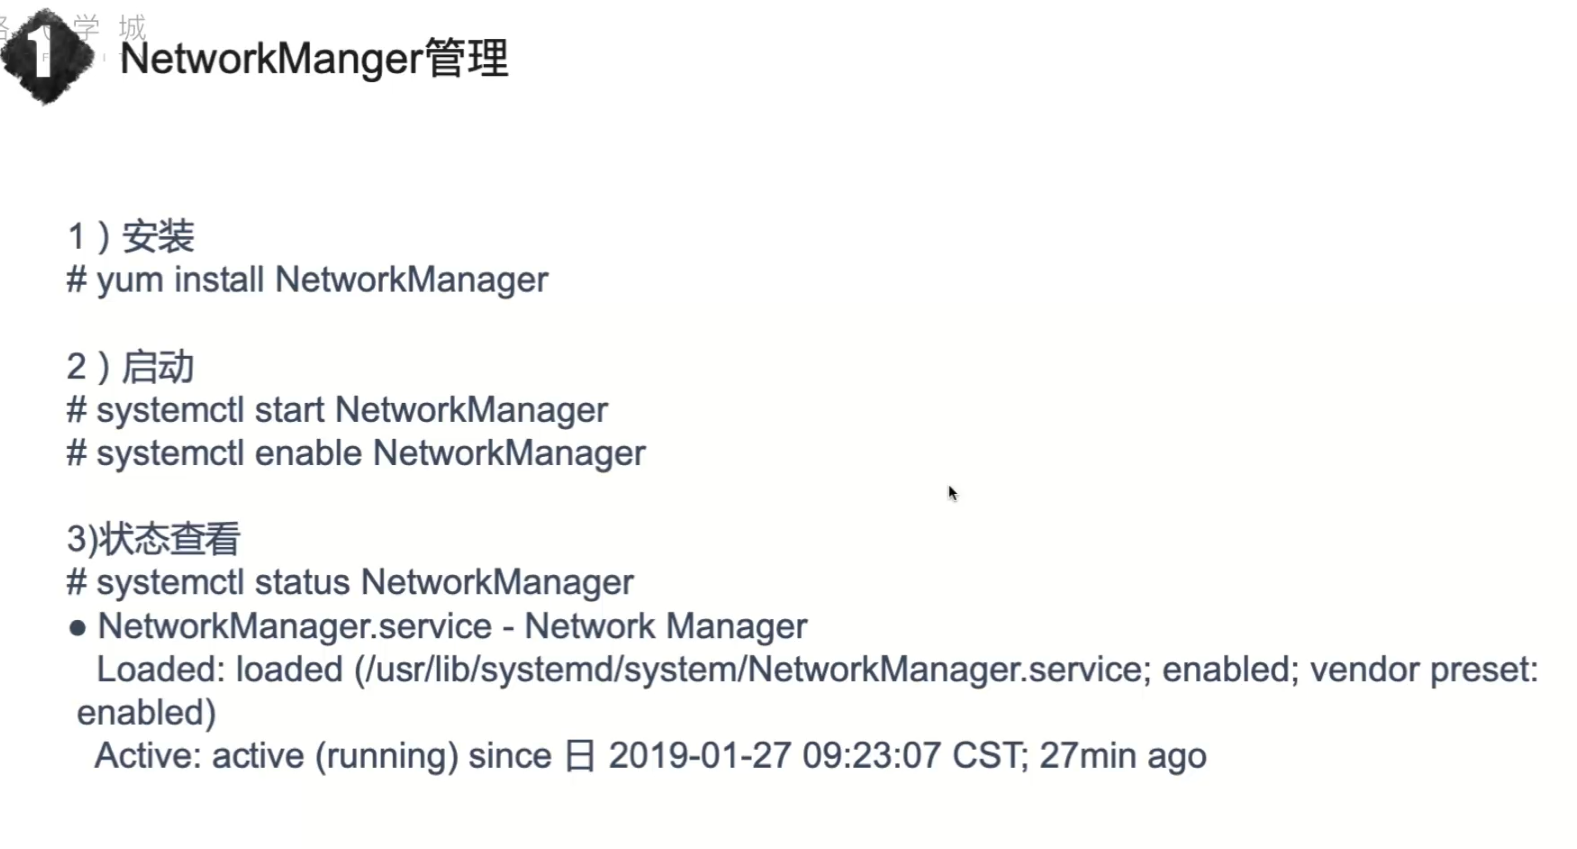 学 城
1
NetworkManger管理
1）安装
# yum install NetworkManager
2）启动
# systemctl start NetworkManager
# systemctl enable NetworkManager
3)状态查看
# systemctl status NetworkManager
● NetworkManager.service - Network Manager
Loaded: loaded (/usr/lib/systemd/system/NetworkManager.service; enabled; vendor preset:
enabled)
Active: active (running) since 日 2019-01-27 09:23:07 CST; 27min ago